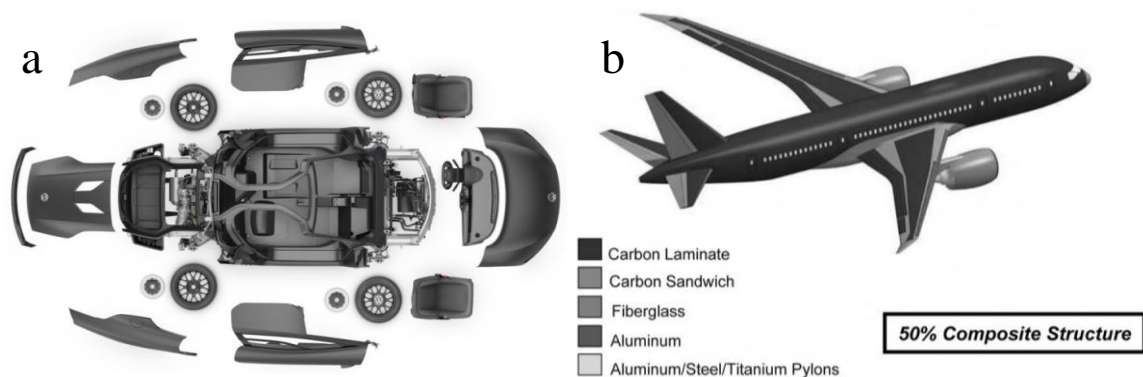 a
b
Carbon Laminate
Carbon Sandwich
Fiberglass
Aluminum
Aluminum/Steel/Titanium Pylons
50% Composite Structure